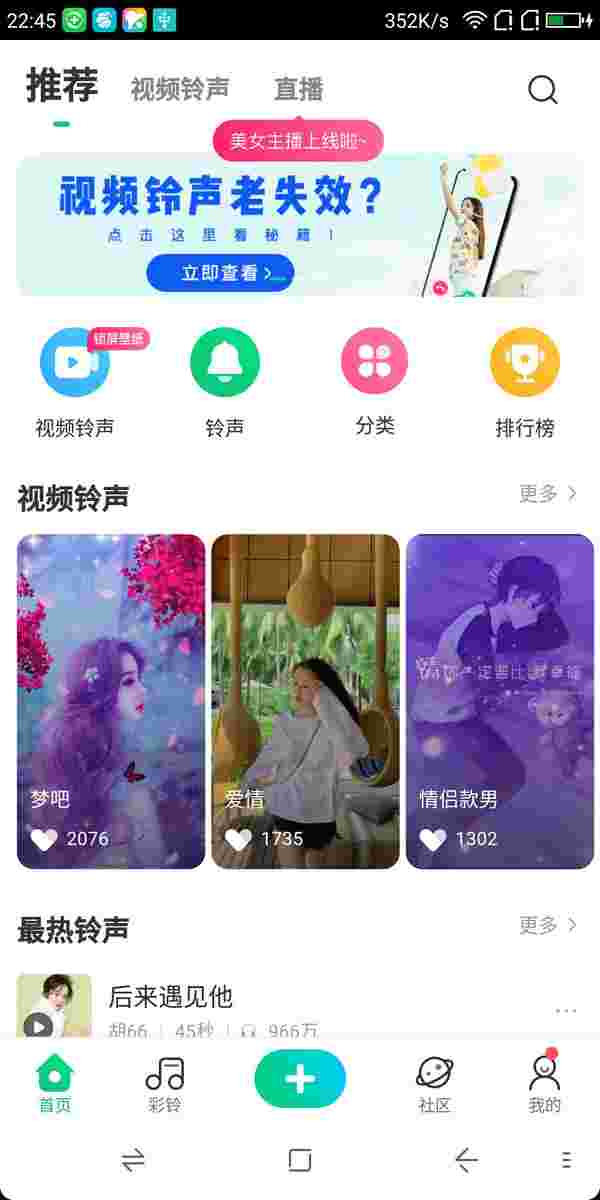 22:45 352K/s
推荐 视频铃声 直播
美女主播上线啦~
视频铃声老失效？
点击这里看秘籍！
立即查看
锁屏壁纸
视频铃声 铃声 分类 排行榜
视频铃声 更多
梦吧 爱情 情侣款男
2076 1735 1302
最热铃声 更多
后来遇见他
胡66 45秒 966万
首页 彩铃 社区 我的